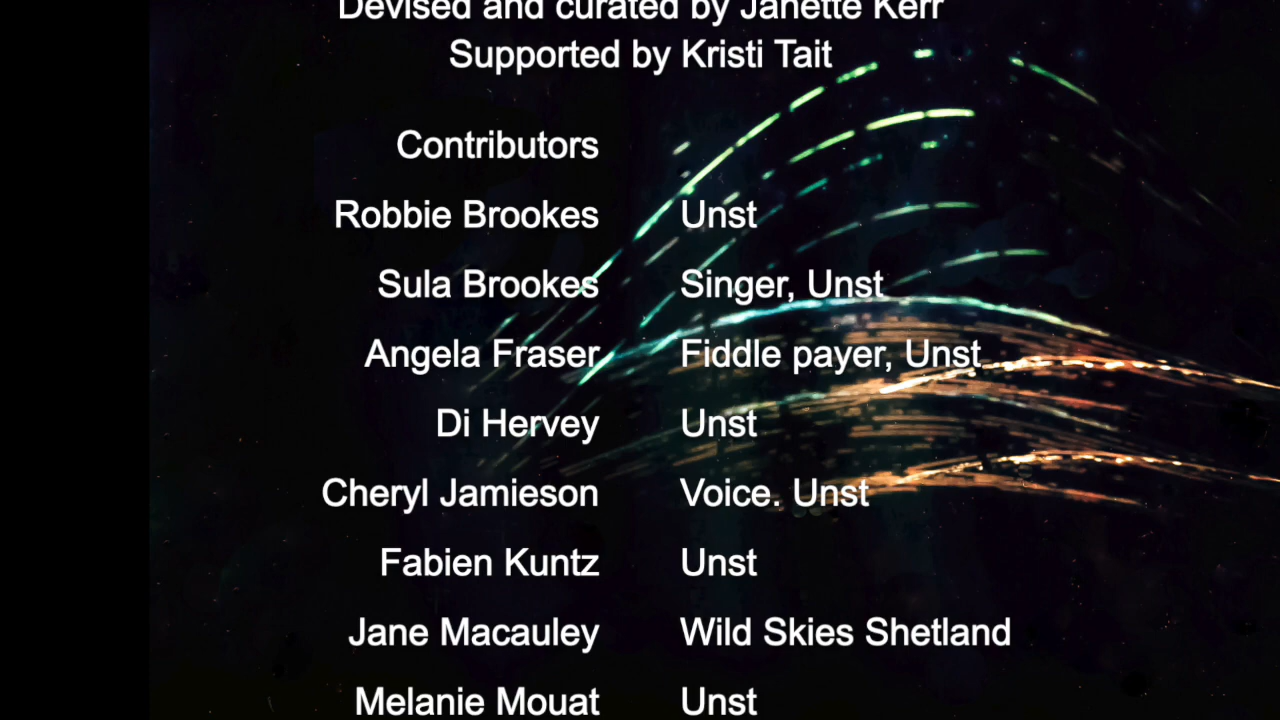 Devised and curated by Janette Kerr
Supported by Kristi Tait
Contributors
Robbie Brookes Unst
Sula Brookes Singer, Unst
Angela Fraser Fiddle payer, Unst
Di Hervey Unst
Cheryl Jamieson Voice. Unst
Fabien Kuntz Unst
Jane Macauley Wild Skies Shetland
Melanie Mouat Unst